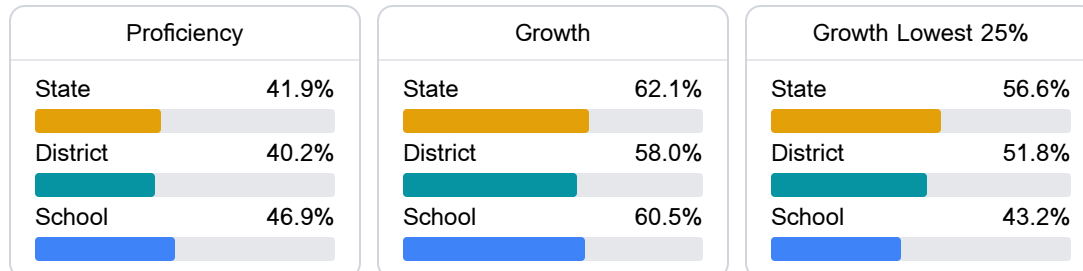 Proficiency
State 41.9%
District 40.2%
School 46.9%
Growth
State 62.1%
District 58.0%
School 60.5%
Growth Lowest 25%
State 56.6%
District 51.8%
School 43.2%